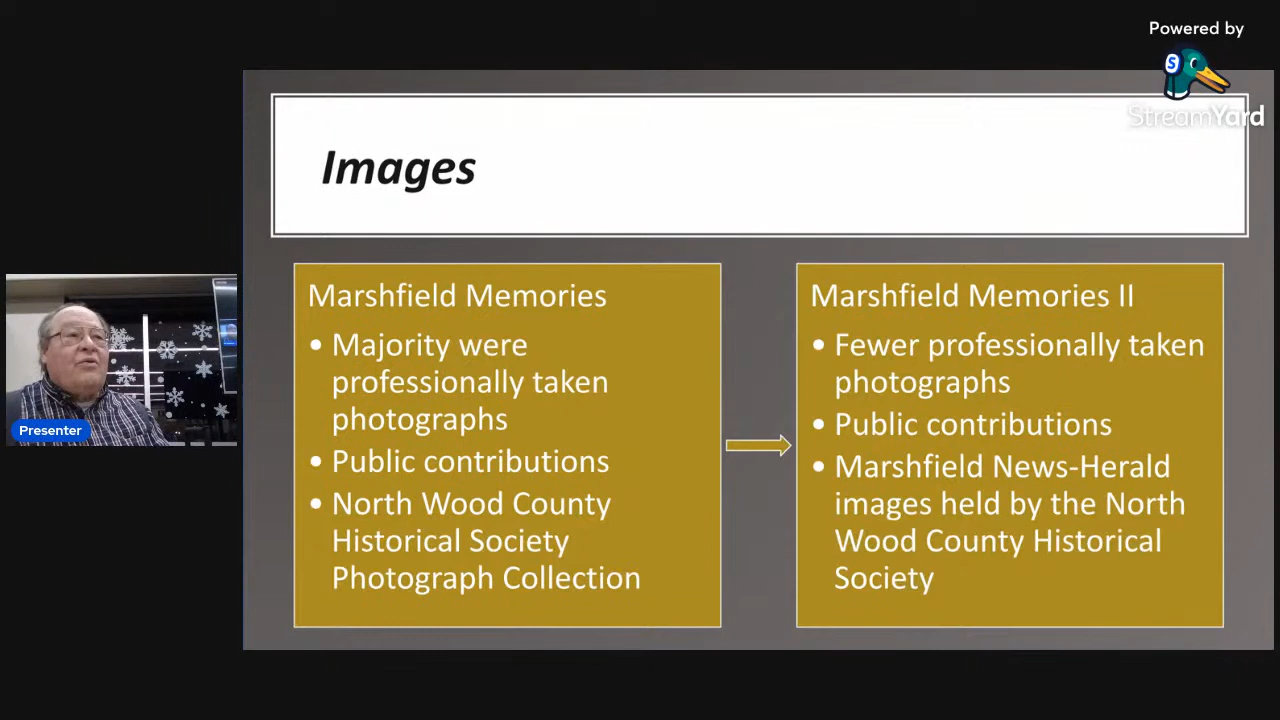 Powered by
StreamYard
Images
Marshfield Memories
• Majority were
professionally taken
photographs
• Public contributions
• North Wood County
Historical Society
Photograph Collection
Marshfield Memories II
• Fewer professionally taken
photographs
• Public contributions
• Marshfield News-Herald
images held by the North
Wood County Historical
Society
Presenter